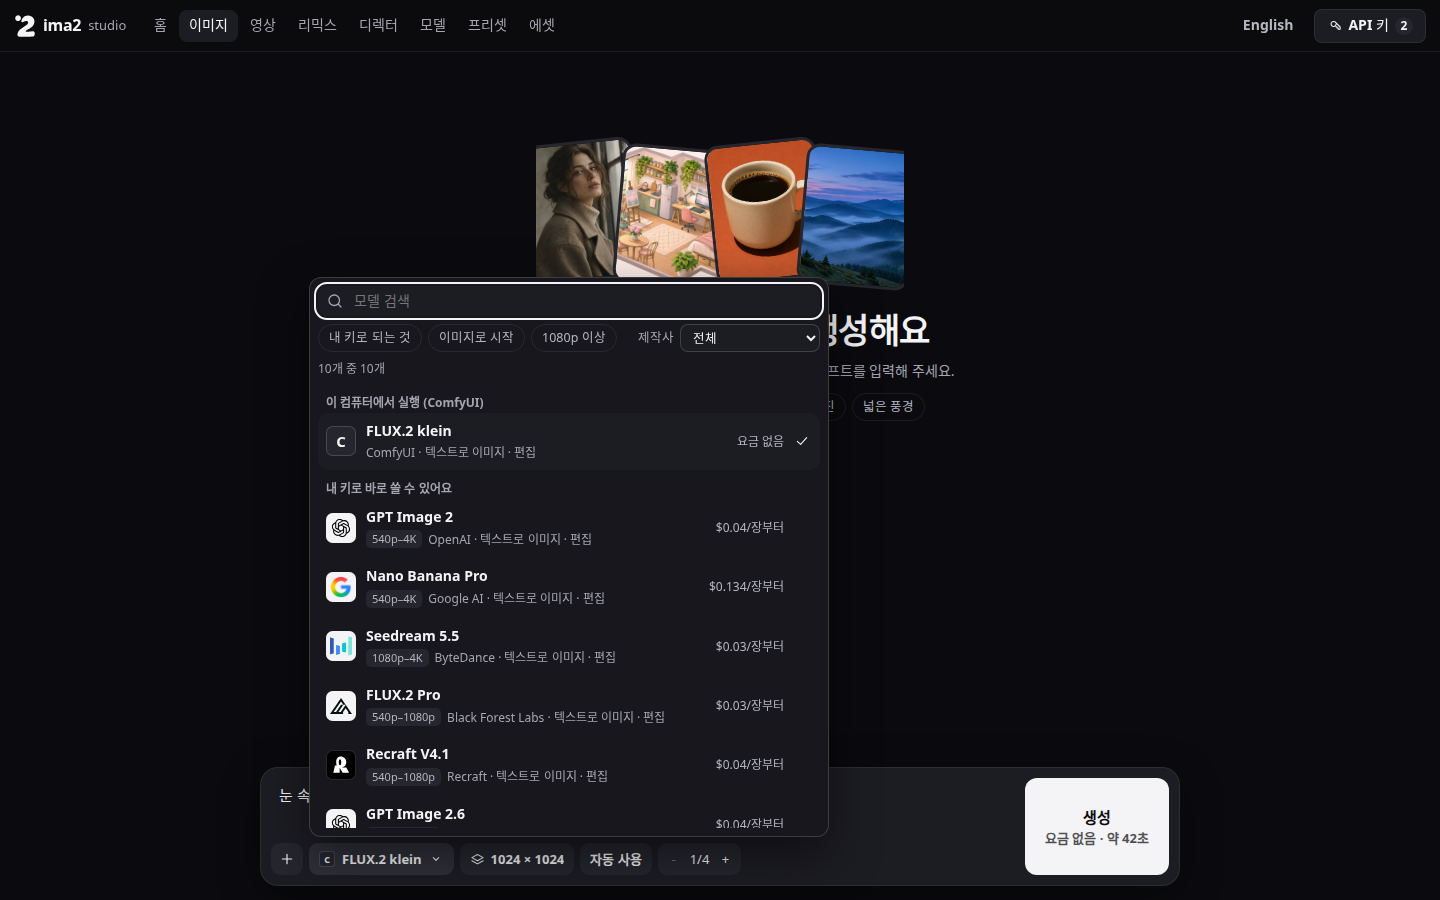 ima2 studio 홈 이미지 영상 리믹스 디렉터 모델 프리셋 에셋 English API 키 2
성해요
프트를 입력해 주세요.
넓은 풍경
모델 검색
내 키로 되는 것 이미지로 시작 1080p 이상 제작사 전체
10개 중 10개
이 컴퓨터에서 실행 (ComfyUI)
C FLUX.2 klein
ComfyUI · 텍스트로 이미지 · 편집 요금 없음
내 키로 바로 쓸 수 있어요
GPT Image 2
540p–4K OpenAI · 텍스트로 이미지 · 편집 $0.04/장부터
Nano Banana Pro
540p–4K Google AI · 텍스트로 이미지 · 편집 $0.134/장부터
Seedream 5.5
1080p–4K ByteDance · 텍스트로 이미지 · 편집 $0.03/장부터
FLUX.2 Pro
540p–1080p Black Forest Labs · 텍스트로 이미지 · 편집 $0.03/장부터
Recraft V4.1
540p–1080p Recraft · 텍스트로 이미지 · 편집 $0.04/장부터
GPT Image 2.6
$0.04/장부터
눈 속
+ C FLUX.2 klein 1024 × 1024 자동 사용 - 1/4 +
생성
요금 없음 · 약 42초